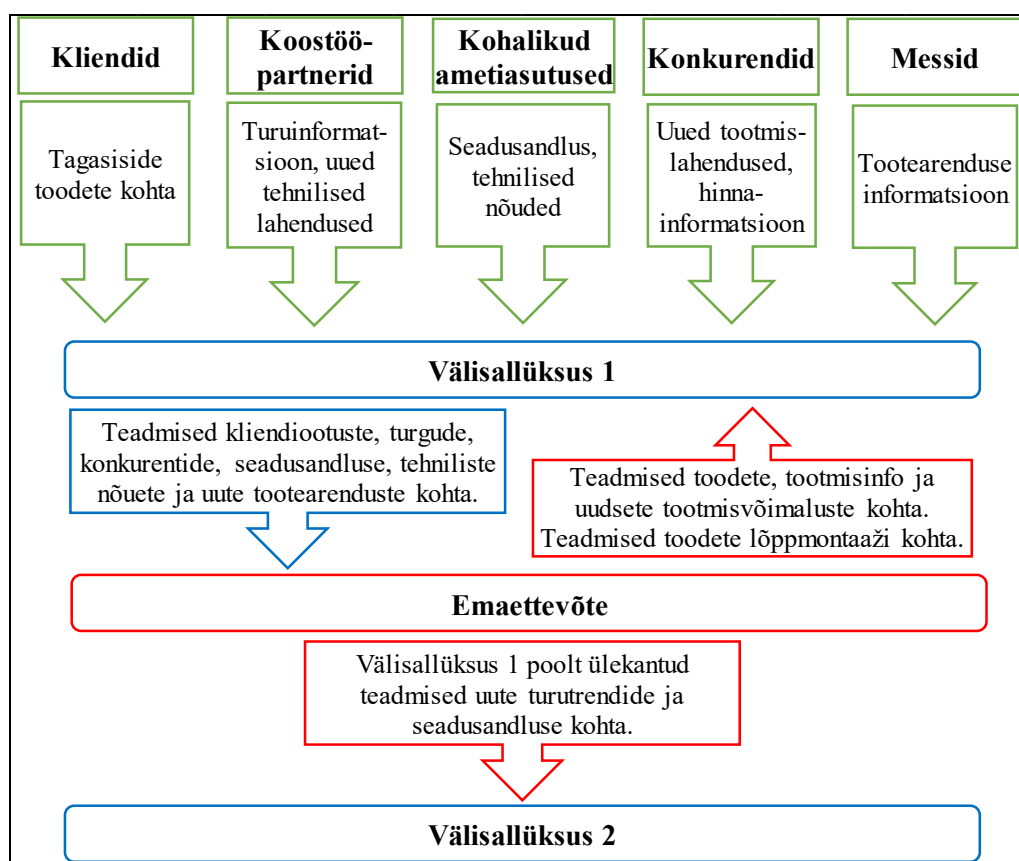 Kliendid
Koostöö-
partnerid
Kohalikud
ametiasutused
Konkurendid
Messid
Tagasiside
toodete kohta
Turuinformat-
sioon, uued
tehnilised
lahendused
Seadusandlus,
tehnilised
nõuded
Uued tootmis-
lahendused,
hinna-
informatsioon
Tootearenduse
informatsioon
Välisallüksus 1
Teadmised kliendiootuste, turgude,
konkurentide, seadusandluse, tehniliste
nõuete ja uute tootearenduste kohta.
Teadmised toodete, tootmisinfo ja
uudsete tootmisvõimaluste kohta.
Teadmised toodete lõppmontaaži kohta.
Emaettevõte
Välisallüksus 1 poolt ülekantud
teadmised uute turutrendide ja
seadusandluse kohta.
Välisallüksus 2